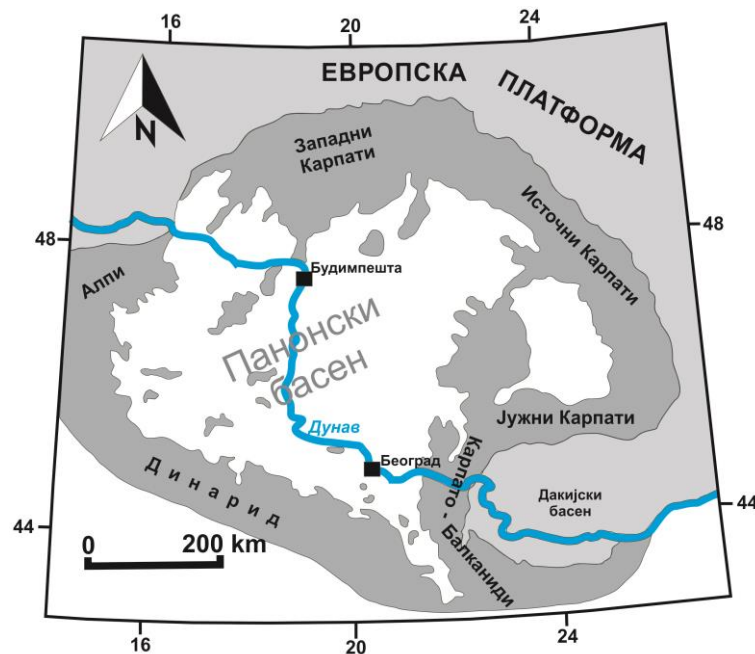 16
20
24
ЕВРОПСКА
ПЛАТФОРМА
N
Западни
Карпати
Источни Карпати
48
48
Алпи
Будимпешта
Панонски
басен
Дунав
Јужни Карпати
Београд
Карпато -
Балканиди
Дакијски
басен
Динарид
44
44
0
200 km
16
20
24